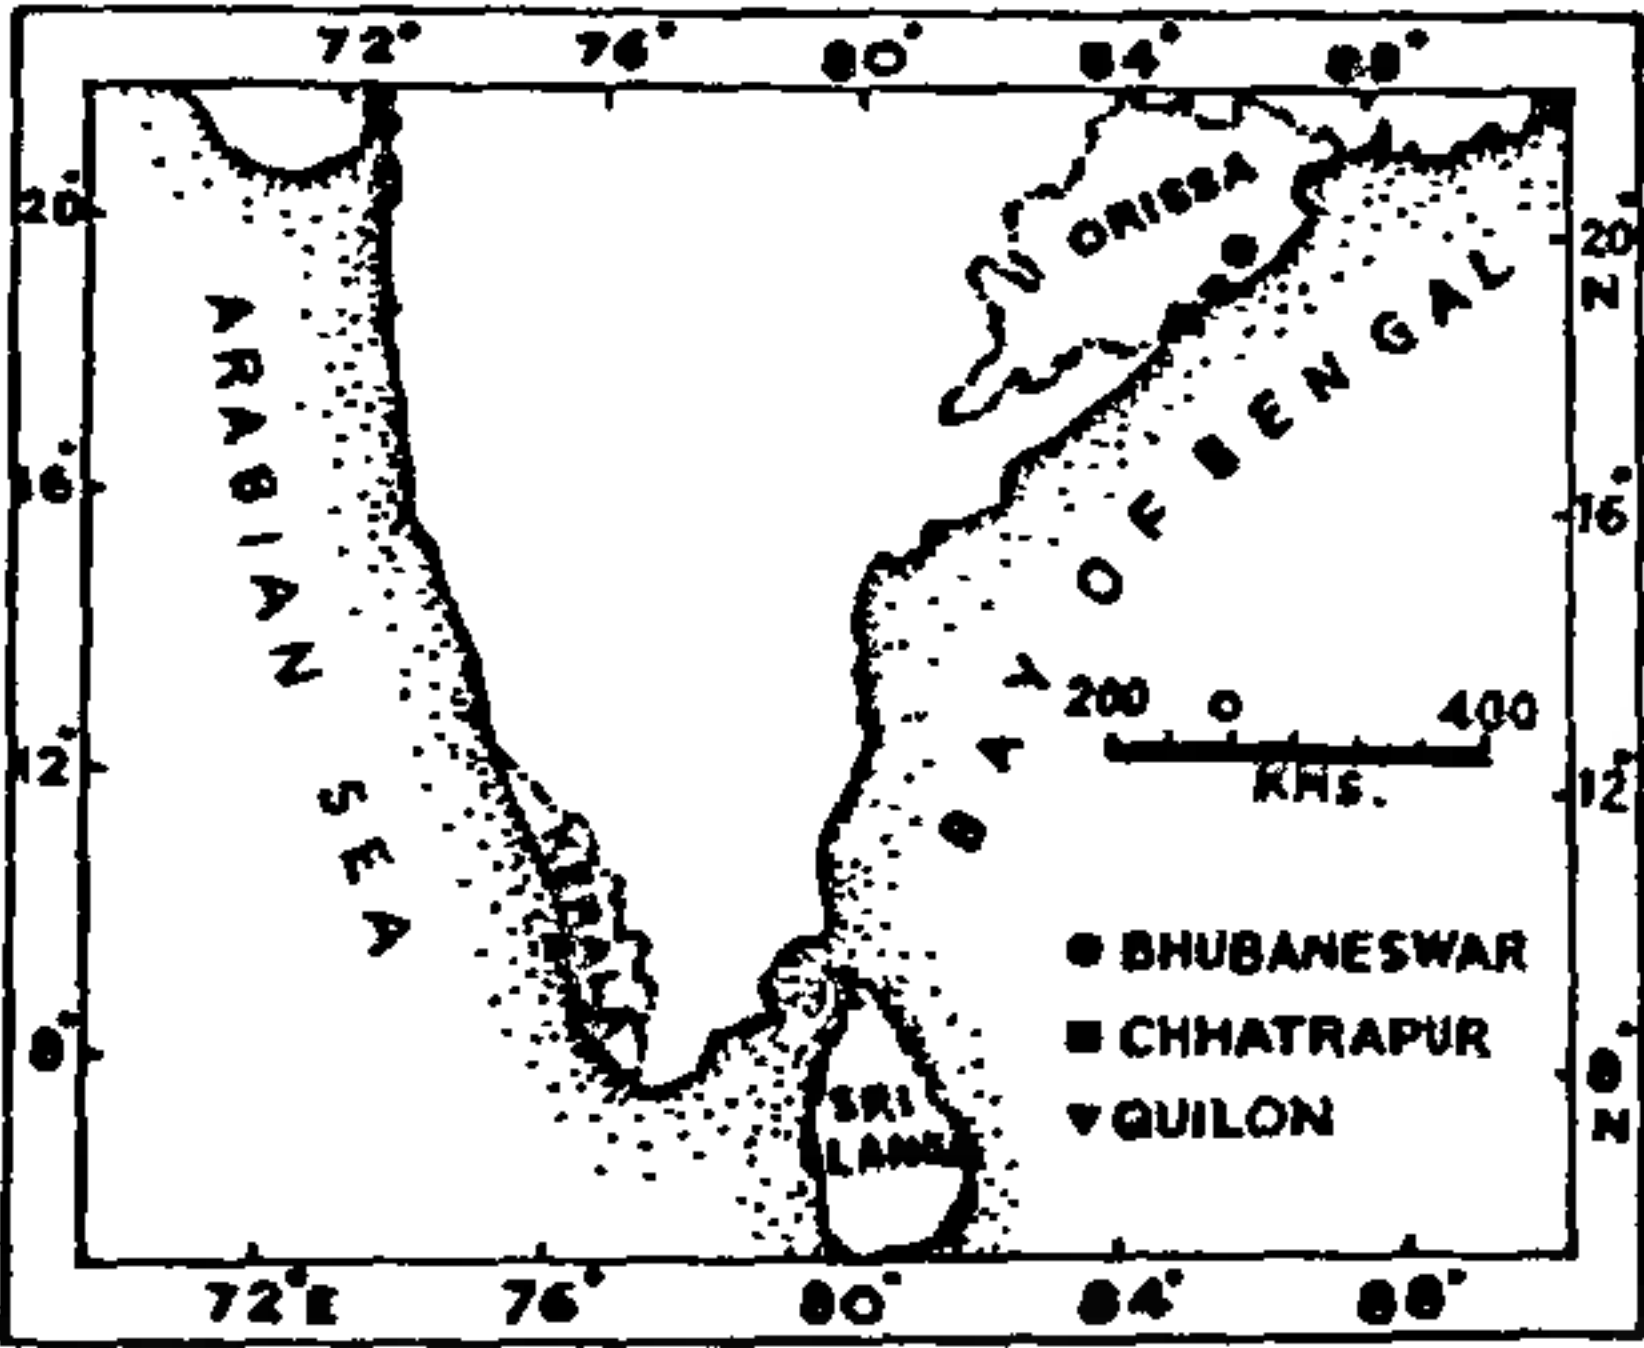 72° 76° 80° 84° 88°
20°
16°
12°
8°
20°
N
16°
12°
8°
N
ORISSA
ARABIAN SEA
BAY OF BENGAL
200 0 400
KMS.
KERALA
SRI
LANKA
● BHUBANESWAR
■ CHHATRAPUR
▼ QUILON
72°E 76° 80° 84° 88°